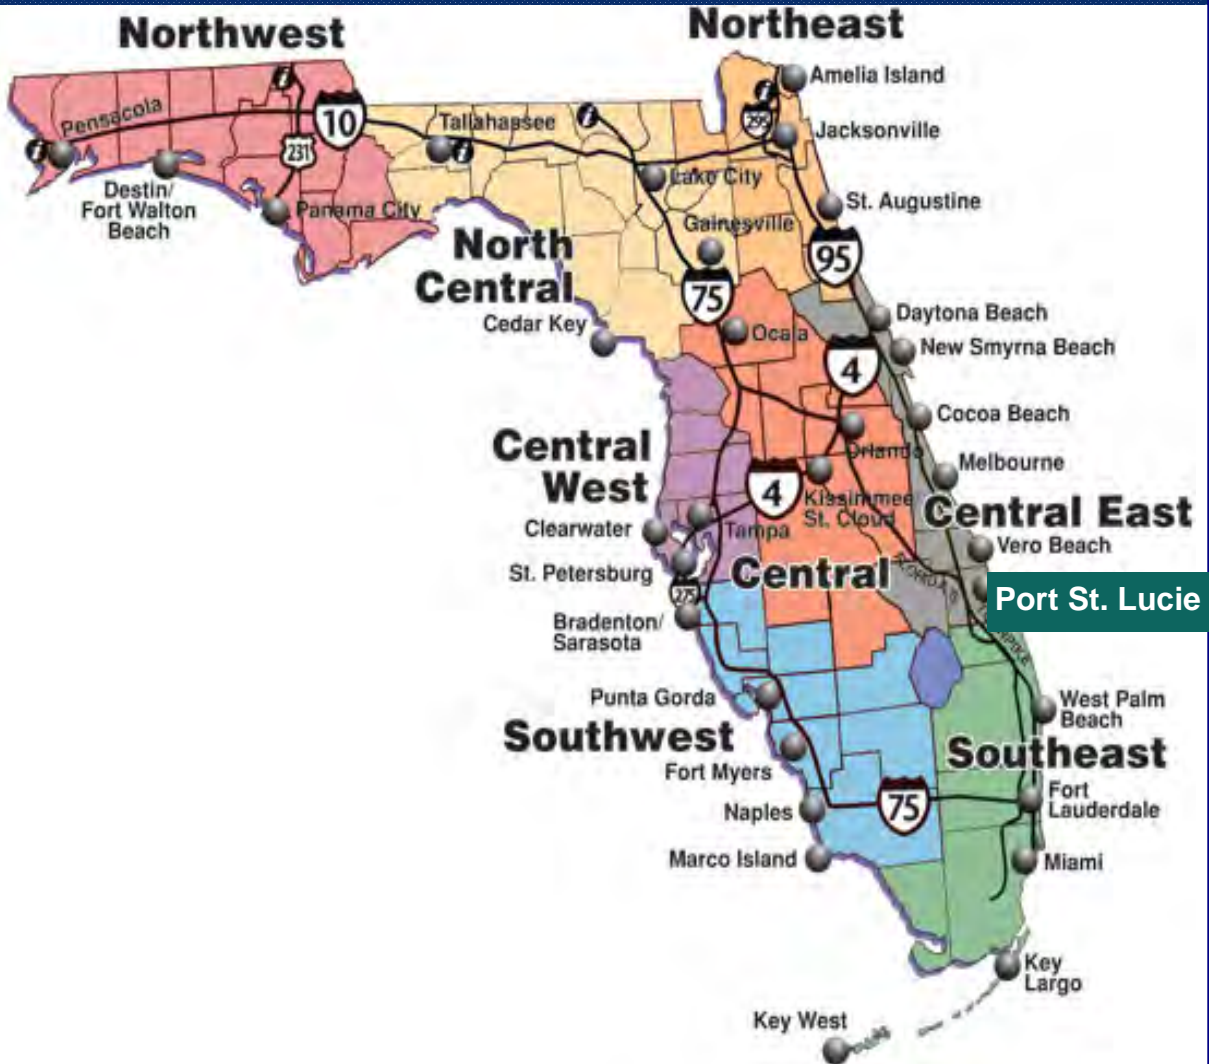 Northwest
Northeast
Amelia Island
Pensacola
10
Tallahassee
295
Jacksonville
231
Destin/
Fort Walton
Beach
Panama City
Lake City
St. Augustine
Gainesville
North
Central
95
75
Cedar Key
Ocala
Daytona Beach
New Smyrna Beach
4
Cocoa Beach
Central
West
Orlando
Melbourne
4
Kissimmee
St. Cloud
Clearwater
Tampa
Central East
Vero Beach
St. Petersburg
Central
275
Port St. Lucie
Bradenton/
Sarasota
Punta Gorda
West Palm
Beach
Southwest
Southeast
Fort Myers
75
Fort
Lauderdale
Naples
Marco Island
Miami
Key
Largo
Key West